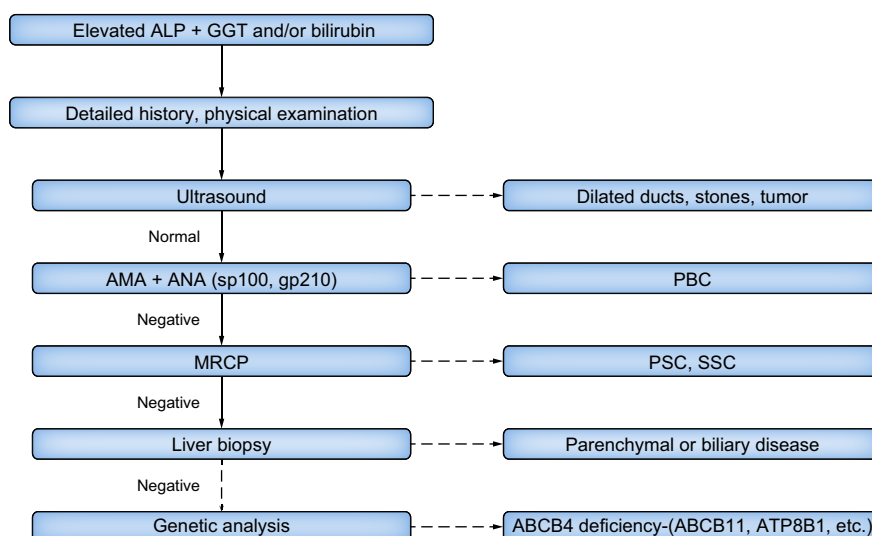 Elevated ALP + GGT and/or bilirubin
Detailed history, physical examination
Ultrasound
Dilated ducts, stones, tumor
Normal
AMA + ANA (sp100, gp210)
PBC
Negative
MRCP
PSC, SSC
Negative
Liver biopsy
Parenchymal or biliary disease
Negative
Genetic analysis
ABCB4 deficiency-(ABCB11, ATP8B1, etc.)